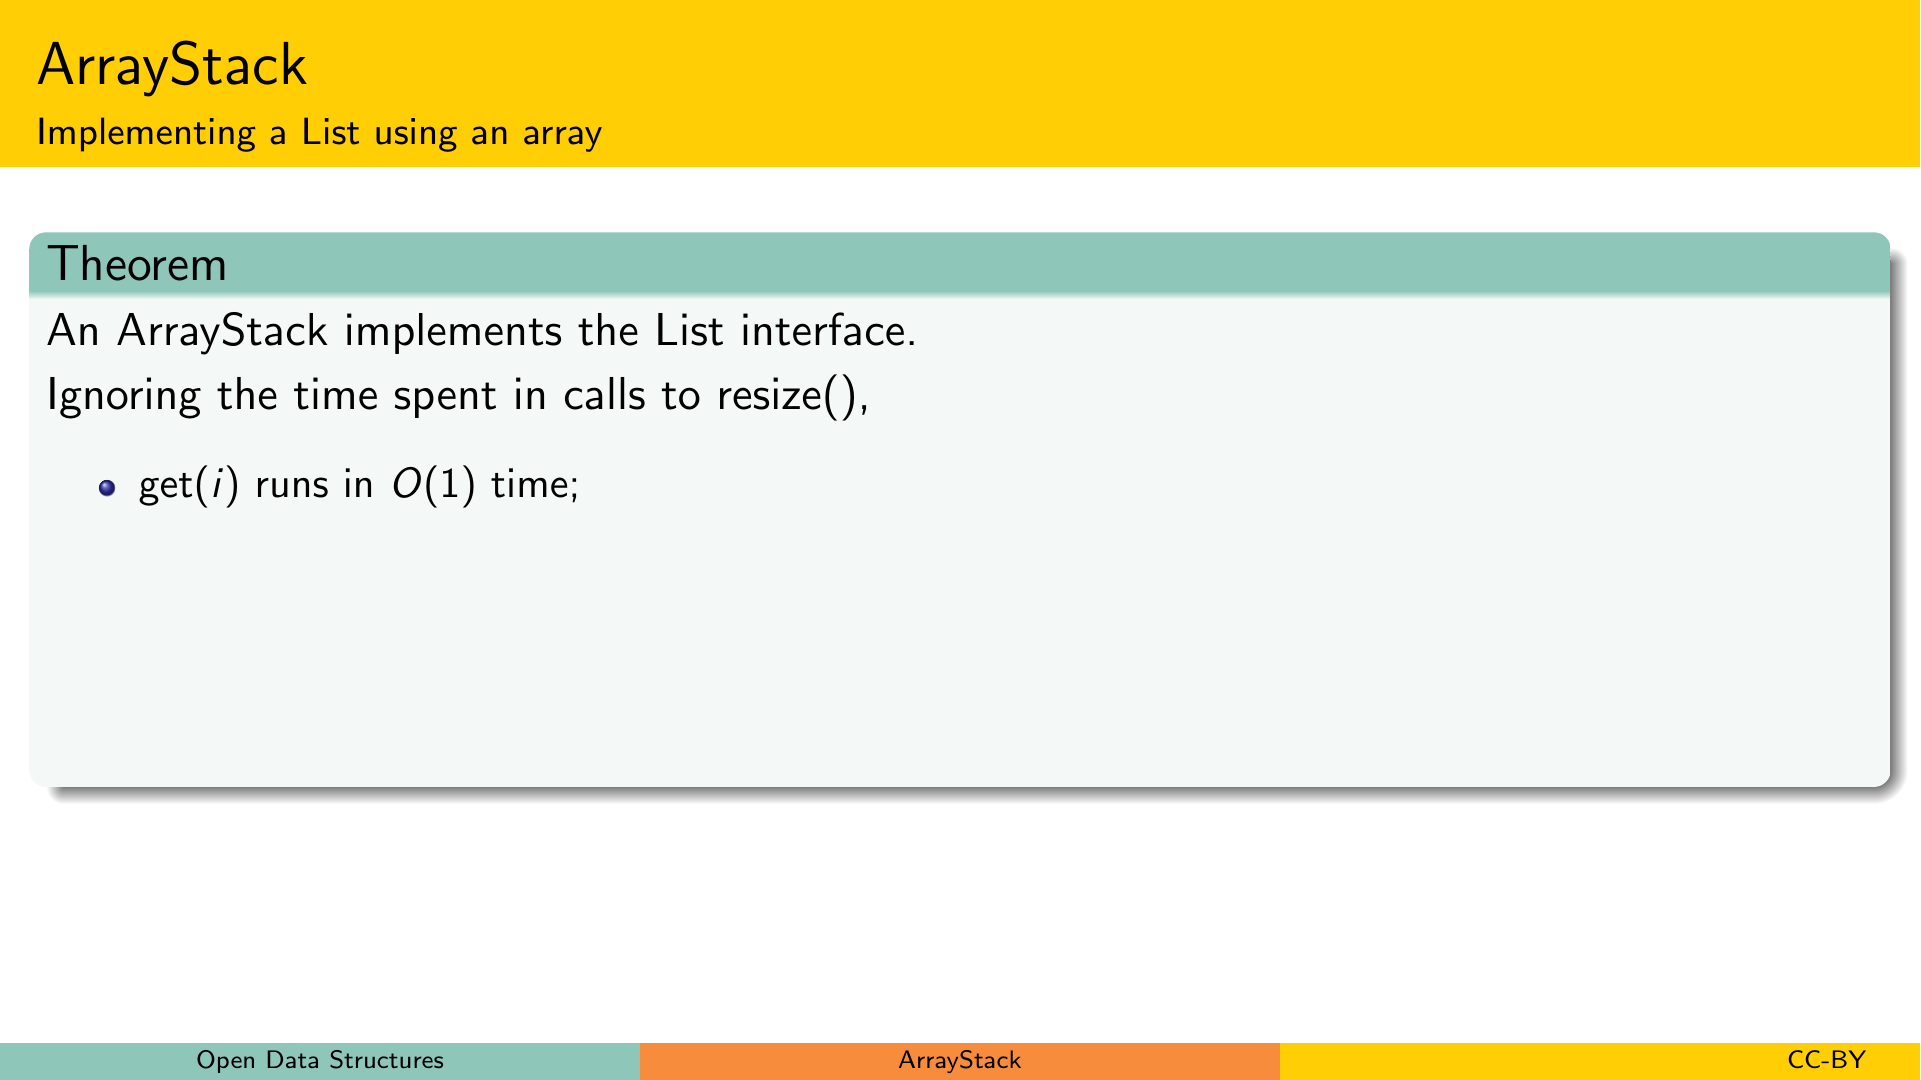 ArrayStack
Implementing a List using an array
Theorem
An ArrayStack implements the List interface.
Ignoring the time spent in calls to resize(),
get(i) runs in O(1) time;
Open Data Structures
ArrayStack
CC-BY